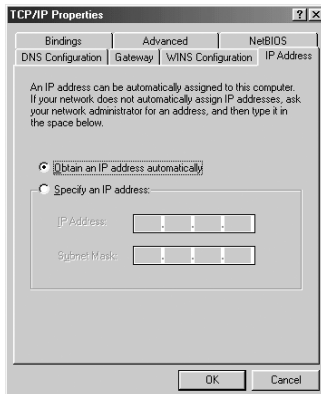 TCP/IP Properties
Bindings Advanced NetBIOS
DNS Configuration Gateway WINS Configuration IP Address
An IP address can be automatically assigned to this computer.
If your network does not automatically assign IP addresses, ask
your network administrator for an address, and then type it in
the space below.
Obtain an IP address automatically
Specify an IP address:
IP Address:
Subnet Mask:
OK Cancel